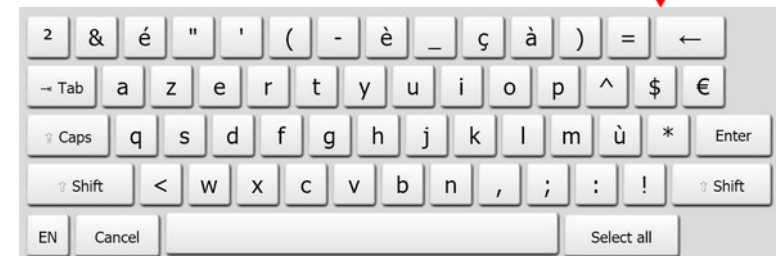 ² & é " ' ( - è _ ç à ) = ←
⇥ Tab a z e r t y u i o p ^ $ €
⇧ Caps q s d f g h j k l m ù * Enter
⇧ Shift < w x c v b n , ; : ! ⇧ Shift
EN Cancel Select all